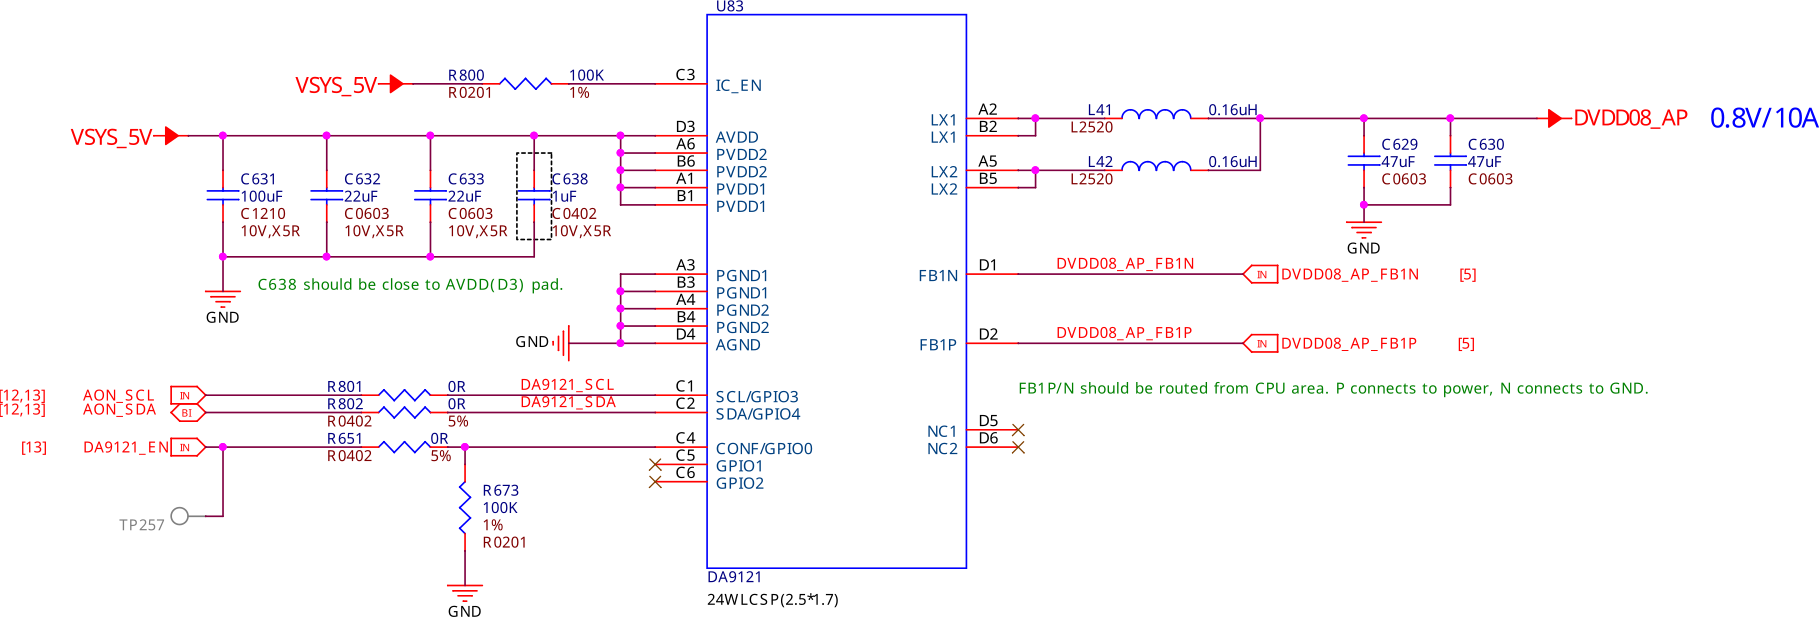 U83
VSYS_5V
R800
100K
R0201
1%
C3
IC_EN
VSYS_5V
D3
AVDD
A6
PVDD2
B6
PVDD2
A1
PVDD1
B1
PVDD1
C631
100uF
C1210
10V,X5R
C632
22uF
C0603
10V,X5R
C633
22uF
C0603
10V,X5R
C638
1uF
C0402
10V,X5R
C638 should be close to AVDD(D3) pad.
GND
A3
PGND1
B3
PGND1
A4
PGND2
B4
PGND2
D4
AGND
GND
[12,13]
AON_SCL
IN
R801
0R
DA9121_SCL
C1
SCL/GPIO3
[12,13]
AON_SDA
BI
R802
0R
DA9121_SDA
C2
SDA/GPIO4
R0402
5%
[13]
DA9121_EN
IN
R651
0R
R0402
5%
C4
CONF/GPIO0
C5
GPIO1
C6
GPIO2
TP257
R673
100K
1%
R0201
GND
A2
LX1
B2
LX1
A5
LX2
B5
LX2
L41
0.16uH
L2520
L42
0.16uH
L2520
DVDD08_AP
0.8V/10A
C629
47uF
C0603
C630
47uF
C0603
GND
D1
FB1N
DVDD08_AP_FB1N
IN
DVDD08_AP_FB1N
[5]
D2
FB1P
DVDD08_AP_FB1P
IN
DVDD08_AP_FB1P
[5]
FB1P/N should be routed from CPU area. P connects to power, N connects to GND.
D5
NC1
D6
NC2
DA9121
24WLCSP(2.5*1.7)